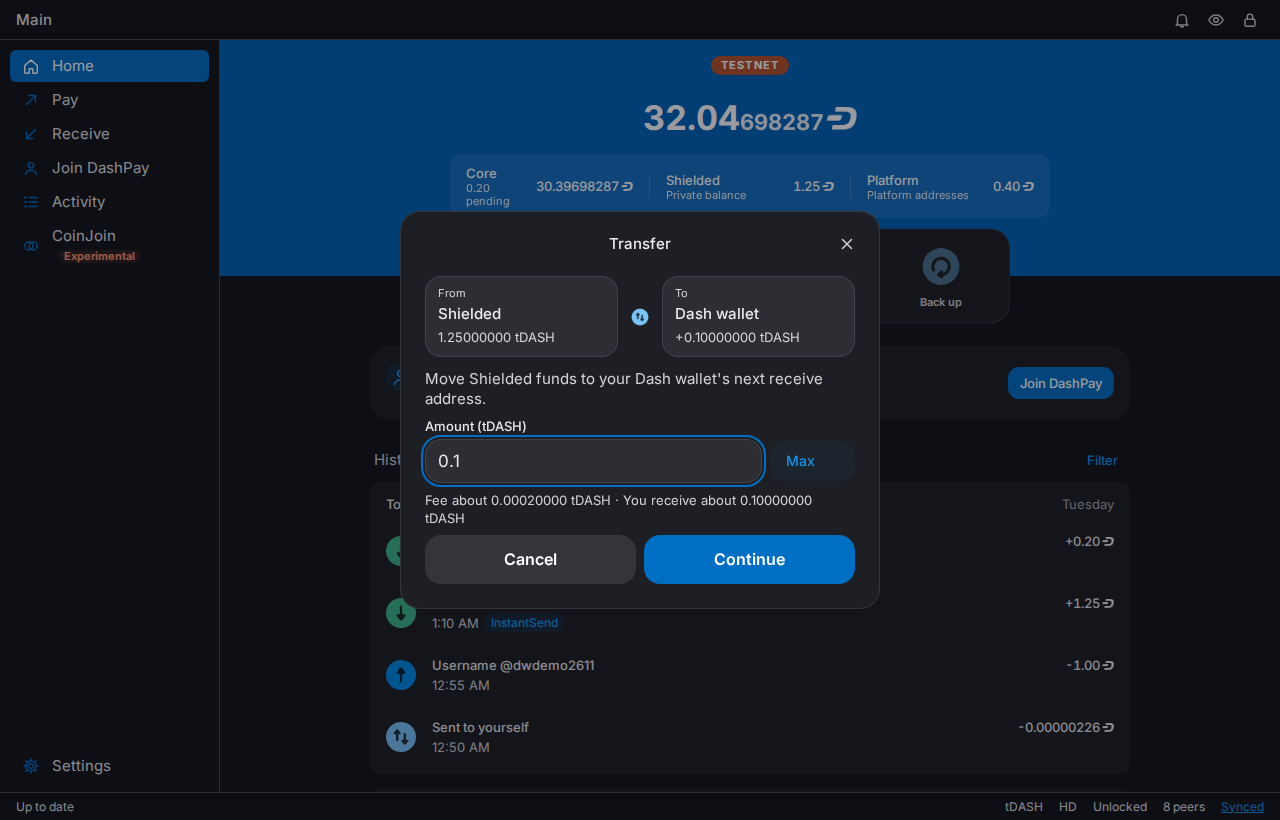 Main
Home
Pay
Receive
Join DashPay
Activity
CoinJoin
Experimental
Settings
TESTNET
32.04698287
Core
0.20
pending
30.39698287
Shielded
Private balance
1.25
Platform
Platform addresses
0.40
Back up
Join DashPay
Transfer
From
Shielded
1.25000000 tDASH
To
Dash wallet
+0.10000000 tDASH
Move Shielded funds to your Dash wallet's next receive
address.
Amount (tDASH)
0.1
Max
Fee about 0.00020000 tDASH · You receive about 0.10000000
tDASH
Cancel
Continue
Filter
Tuesday
+0.20
+1.25
1:10 AM InstantSend
Username @dwdemo2611
-1.00
12:55 AM
Sent to yourself
-0.00000226
12:50 AM
Up to date
tDASH HD Unlocked 8 peers Synced